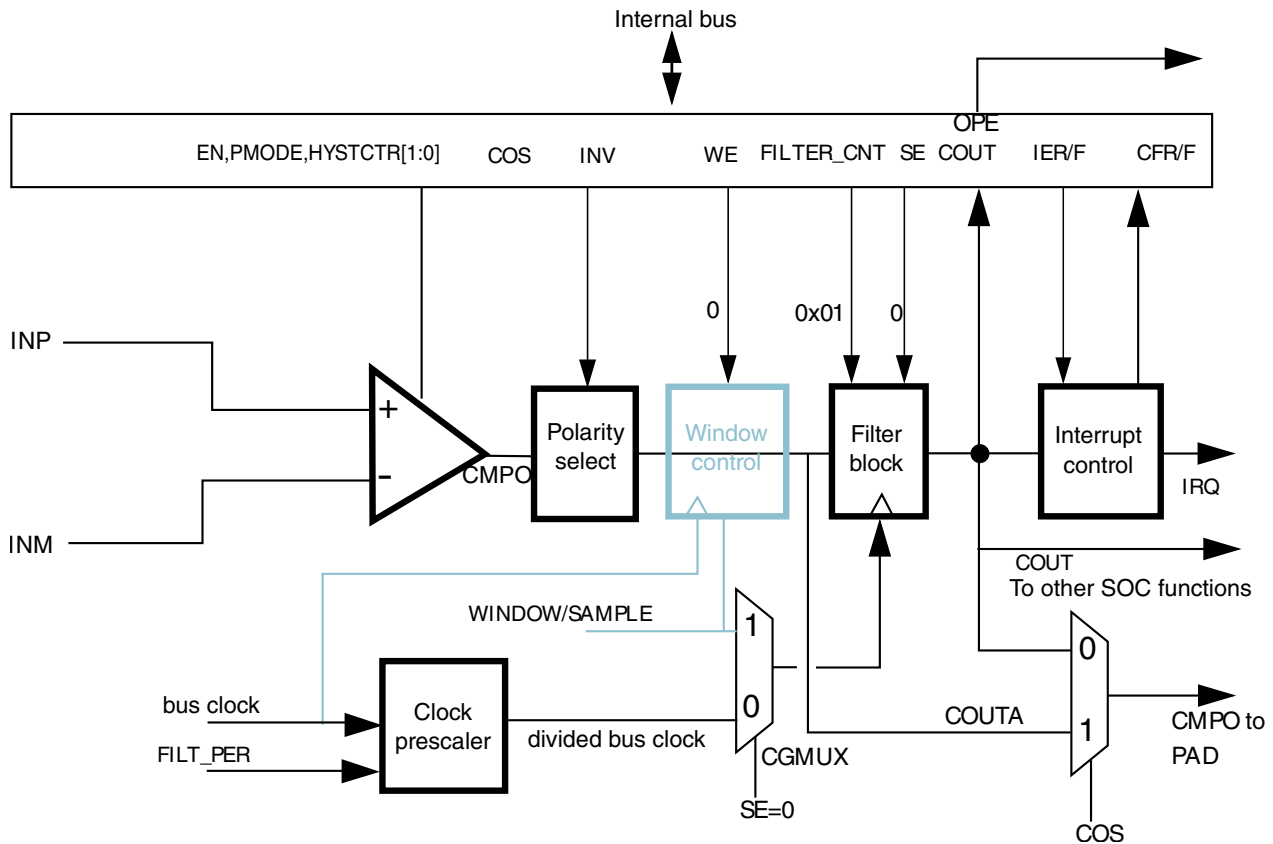 Internal bus
OPE
EN,PMODE,HYSTCTR[1:0] COS INV WE FILTER_CNT SE COUT IER/F CFR/F
0 0x01 0
INP
+
Polarity
select
Window
control
Filter
block
Interrupt
control
-
CMPO
IRQ
INM
COUT
To other SOC functions
WINDOW/SAMPLE
1
0
0
bus clock
Clock
prescaler
divided bus clock
FILT_PER
CGMUX
SE=0
COUTA
1
CMPO to
PAD
COS